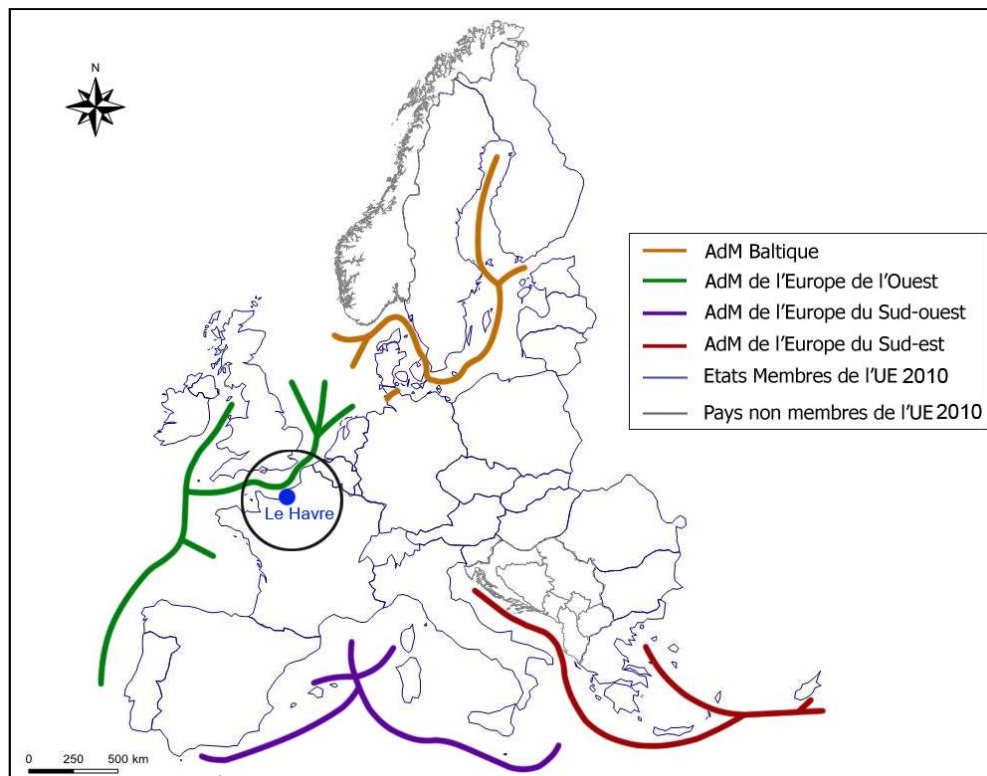 N
AdM Baltique
AdM de l'Europe de l'Ouest
AdM de l'Europe du Sud-ouest
AdM de l'Europe du Sud-est
Etats Membres de l'UE 2010
Pays non membres de l'UE 2010
Le Havre
0 250 500 km